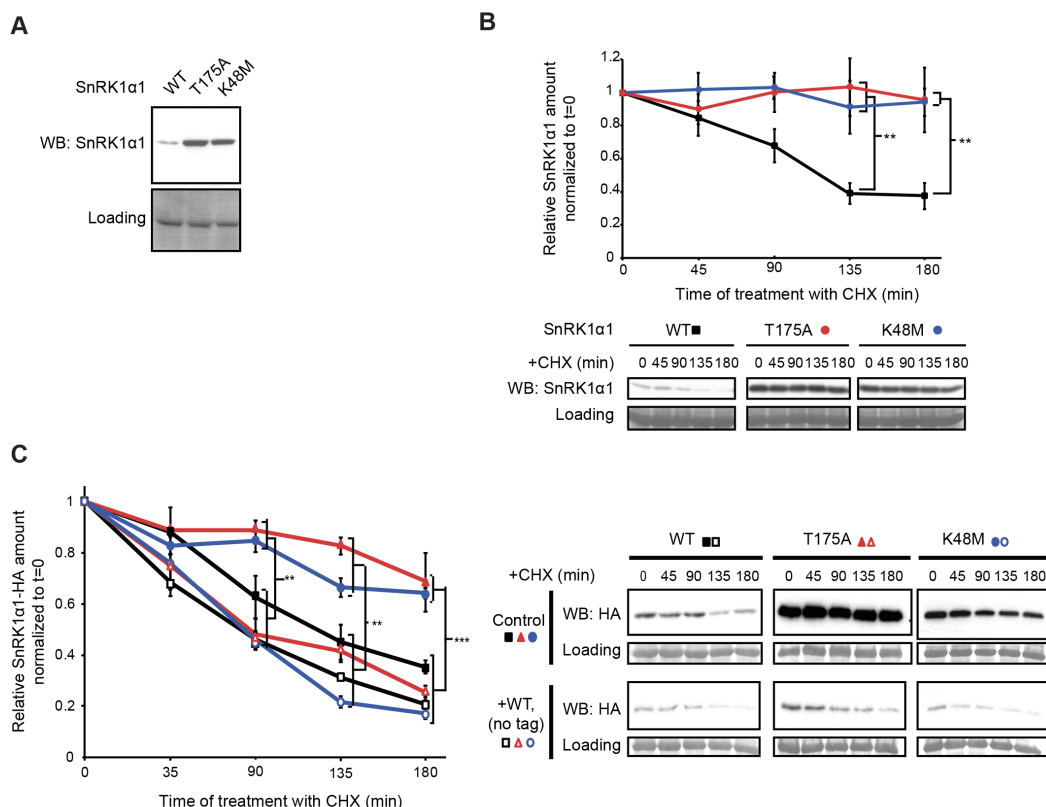 A
SnRK1α1 WT T175A K48M
WB: SnRK1α1
Loading
B
Relative SnRK1α1 amount
normalized to t=0
1.2
1
0.8
0.6
0.4
0.2
0
**
**
0 45 90 135 180
Time of treatment with CHX (min)
SnRK1α1 WT T175A K48M
+CHX (min) 0 45 90 135 180 0 45 90 135 180 0 45 90 135 180
WB: SnRK1α1
Loading
C
Relative SnRK1α1-HA amount
normalized to t=0
1
0.8
0.6
0.4
0.2
0
**
**
***
0 35 90 135 180
Time of treatment with CHX (min)
WT T175A K48M
+CHX (min) 0 45 90 135 180 0 45 90 135 180 0 45 90 135 180
Control
WB: HA
Loading
+WT,
(no tag)
WB: HA
Loading